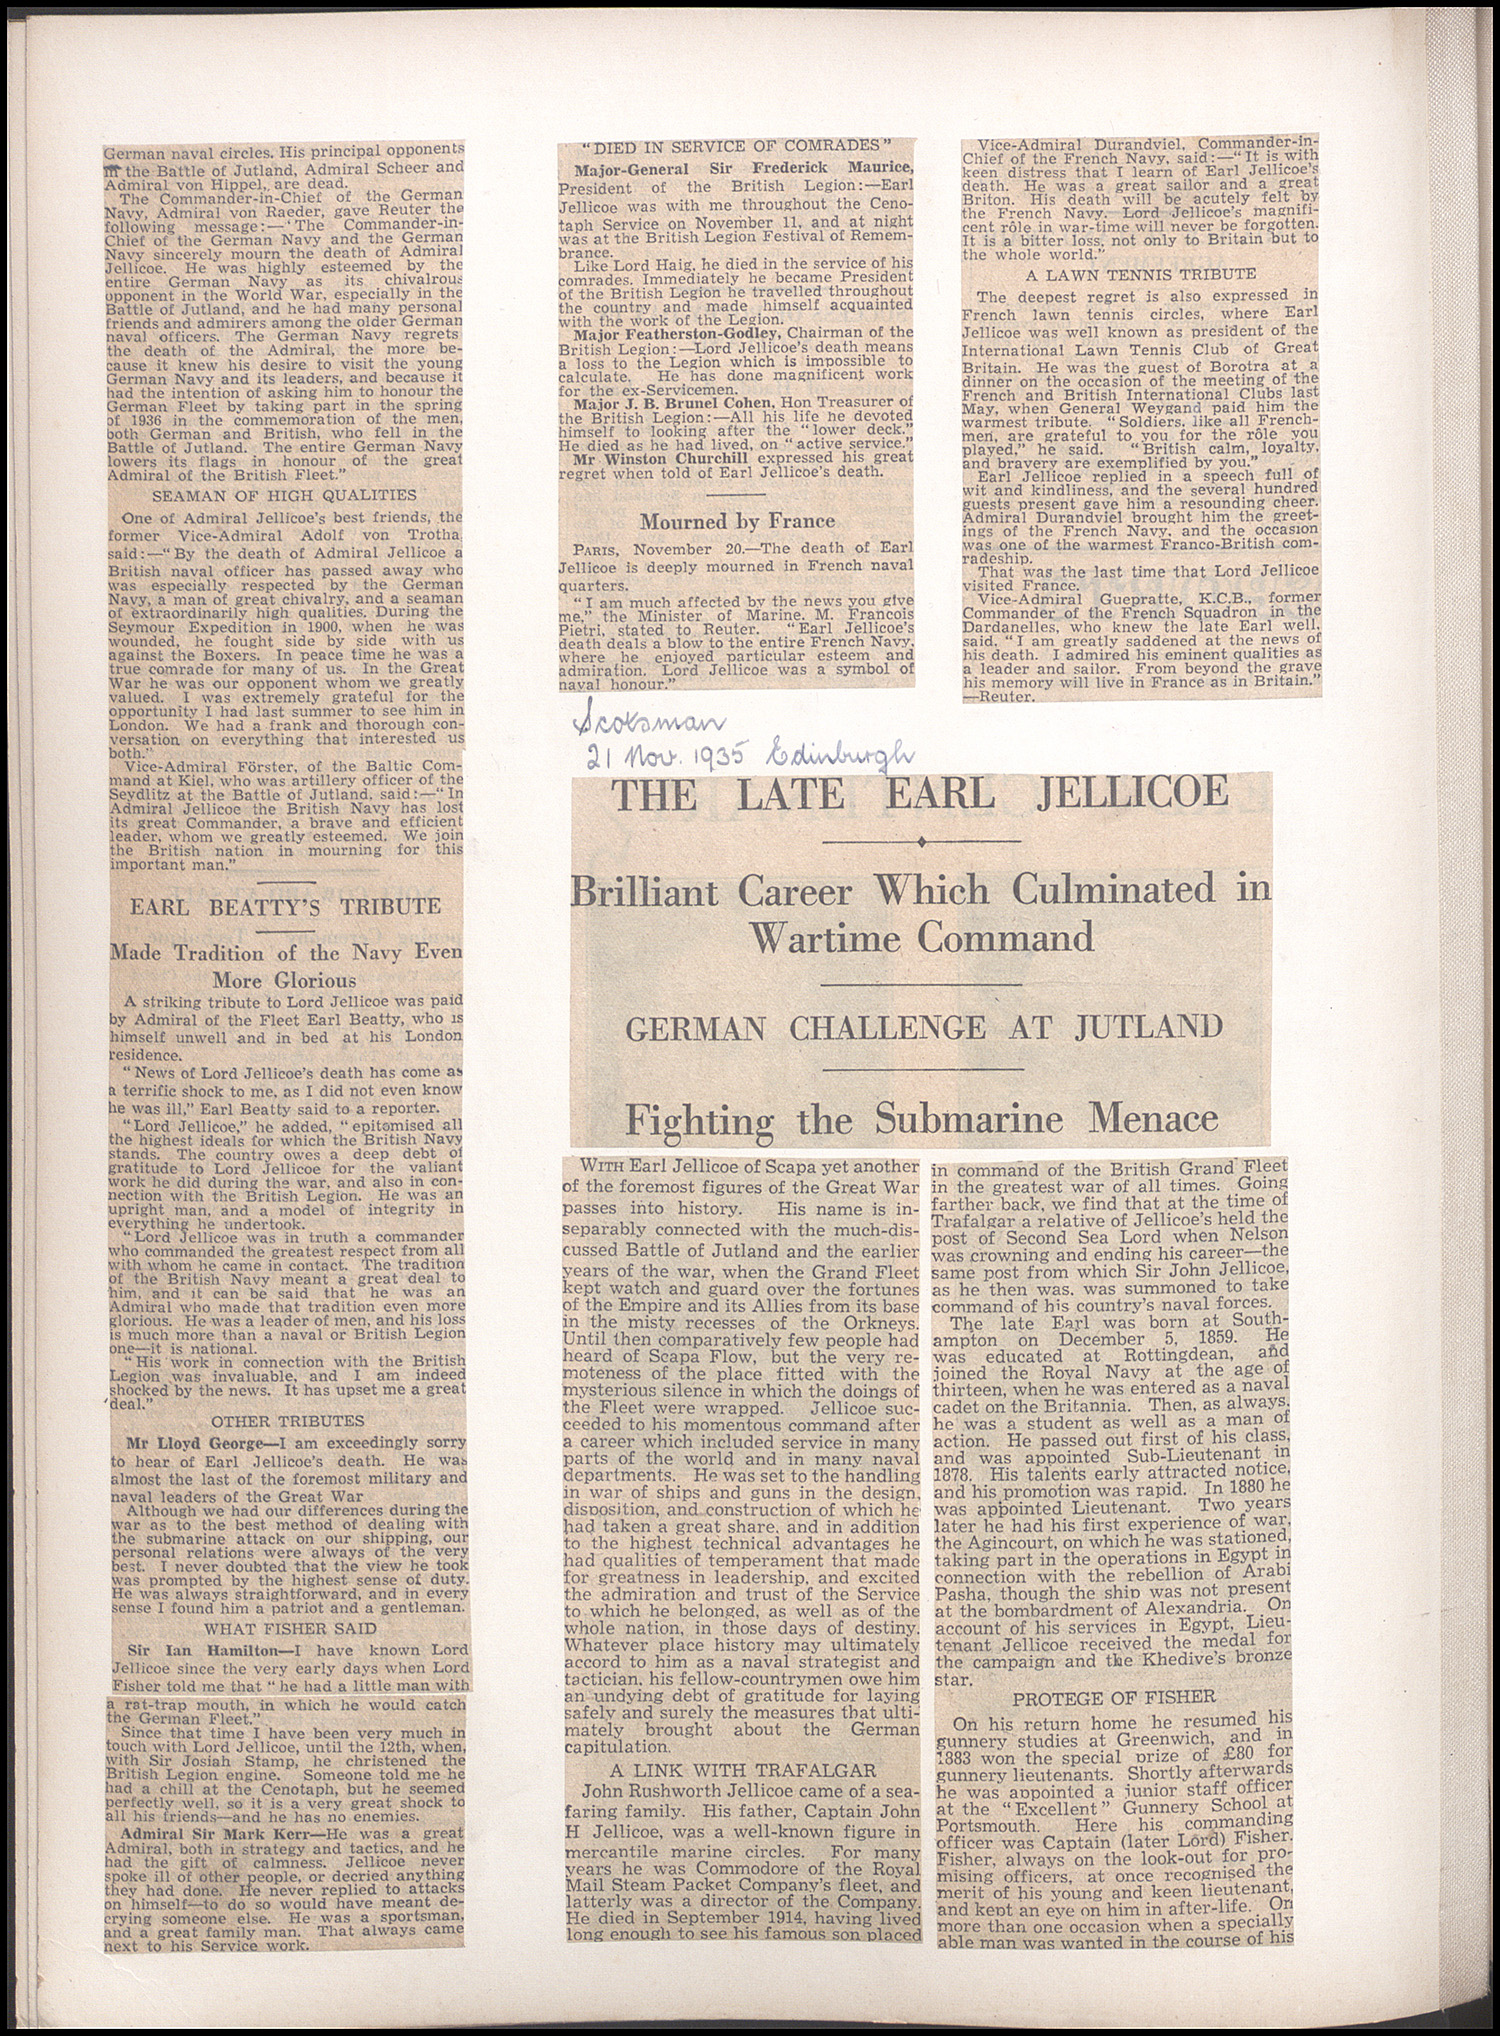 German naval circles. His principal opponents
in the Battle of Jutland, Admiral Scheer and
Admiral von Hippel, are dead.
The Commander-in-Chief of the German
Navy, Admiral von Raeder, gave Reuter the
following message:—"The Commander-in-
Chief of the German Navy and the German
Navy sincerely mourn the death of Admiral
Jellicoe. He was highly esteemed by the
entire German Navy as its chivalrous
opponent in the World War, especially in the
Battle of Jutland, and he had many personal
friends and admirers among the older German
naval officers. The German Navy regrets
the death of the Admiral, the more be-
cause it knew his desire to visit the young
German Navy and its leaders, and because it
had the intention of asking him to honour the
German Fleet by taking part in the spring
of 1936 in the commemoration of the men,
both German and British, who fell in the
Battle of Jutland. The entire German Navy
lowers its flags in honour of the great
Admiral of the British Fleet."
SEAMAN OF HIGH QUALITIES
One of Admiral Jellicoe's best friends, the
former Vice-Admiral Adolf von Trotha,
said:—"By the death of Admiral Jellicoe a
British naval officer has passed away who
was especially respected by the German
Navy, a man of great chivalry, and a seaman
of extraordinarily high qualities. During the
Seymour Expedition in 1900, when he was
wounded, he fought side by side with us
against the Boxers. In peace time he was a
true comrade for many of us. In the Great
War he was our opponent whom we greatly
valued. I was extremely grateful for the
opportunity I had last summer to see him in
London. We had a frank and thorough con-
versation on everything that interested us
both."
Vice-Admiral Förster, of the Baltic Com-
mand at Kiel, who was artillery officer of the
Seydlitz at the Battle of Jutland, said:—"In
Admiral Jellicoe the British Navy has lost
its great Commander, a brave and efficient
leader, whom we greatly esteemed. We join
the British nation in mourning for this
important man."
EARL BEATTY'S TRIBUTE
Made Tradition of the Navy Even
More Glorious
A striking tribute to Lord Jellicoe was paid
by Admiral of the Fleet Earl Beatty, who is
himself unwell and in bed at his London
residence.
"News of Lord Jellicoe's death has come as
a terrific shock to me, as I did not even know
he was ill," Earl Beatty said to a reporter.
"Lord Jellicoe," he added, "epitomised all
the highest ideals for which the British Navy
stands. The country owes a deep debt of
gratitude to Lord Jellicoe for the valiant
work he did during the war, and also in con-
nection with the British Legion. He was an
upright man, and a model of integrity in
everything he undertook.
"Lord Jellicoe was in truth a commander
who commanded the greatest respect from all
with whom he came in contact. The tradition
of the British Navy meant a great deal to
him, and it can be said that he was an
Admiral who made that tradition even more
glorious. He was a leader of men, and his loss
is much more than a naval or British Legion
one—it is national.
"His work in connection with the British
Legion was invaluable, and I am indeed
shocked by the news. It has upset me a great
deal."
OTHER TRIBUTES
Mr Lloyd George—I am exceedingly sorry
to hear of Earl Jellicoe's death. He was
almost the last of the foremost military and
naval leaders of the Great War
Although we had our differences during the
war as to the best method of dealing with
the submarine attack on our shipping, our
personal relations were always of the very
best. I never doubted that the view he took
was prompted by the highest sense of duty.
He was always straightforward, and in every
sense I found him a patriot and a gentleman.
WHAT FISHER SAID
Sir Ian Hamilton—I have known Lord
Jellicoe since the very early days when Lord
Fisher told me that "he had a little man with
a rat-trap mouth, in which he would catch
the German Fleet."
Since that time I have been very much in
touch with Lord Jellicoe, until the 12th, when,
with Sir Josiah Stamp, he christened the
British Legion engine. Someone told me he
had a chill at the Cenotaph, but he seemed
perfectly well, so it is a very great shock to
all his friends—and he has no enemies.
Admiral Sir Mark Kerr—He was a great
Admiral, both in strategy and tactics, and he
had the gift of calmness. Jellicoe never
spoke ill of other people, or decried anything
they had done. He never replied to attacks
on himself—to do so would have meant de-
crying someone else. He was a sportsman,
and a great family man. That always came
next to his Service work.
"DIED IN SERVICE OF COMRADES"
Major-General Sir Frederick Maurice,
President of the British Legion:—Earl
Jellicoe was with me throughout the Ceno-
taph Service on November 11, and at night
was at the British Legion Festival of Remem-
brance.
Like Lord Haig, he died in the service of his
comrades. Immediately he became President
of the British Legion he travelled throughout
the country and made himself acquainted
with the work of the Legion.
Major Featherston-Godley, Chairman of the
British Legion:—Lord Jellicoe's death means
a loss to the Legion which is impossible to
calculate. He has done magnificent work
for the ex-Servicemen.
Major J. B. Brunel Cohen, Hon Treasurer of
the British Legion:—All his life he devoted
himself to looking after the "lower deck."
He died as he had lived, on "active service."
Mr Winston Churchill expressed his great
regret when told of Earl Jellicoe's death.
Mourned by France
PARIS, November 20.—The death of Earl
Jellicoe is deeply mourned in French naval
quarters.
"I am much affected by the news you give
me," the Minister of Marine, M. Francois
Pietri, stated to Reuter. "Earl Jellicoe's
death deals a blow to the entire French Navy,
where he enjoyed particular esteem and
admiration. Lord Jellicoe was a symbol of
naval honour."
Vice-Admiral Durandviel, Commander-in-
Chief of the French Navy, said:—"It is with
keen distress that I learn of Earl Jellicoe's
death. He was a great sailor and a great
Briton. His death will be acutely felt by
the French Navy. Lord Jellicoe's magnifi-
cent rôle in war-time will never be forgotten.
It is a bitter loss, not only to Britain but to
the whole world."
A LAWN TENNIS TRIBUTE
The deepest regret is also expressed in
French lawn tennis circles, where Earl
Jellicoe was well known as president of the
International Lawn Tennis Club of Great
Britain. He was the guest of Borotra at a
dinner on the occasion of the meeting of the
French and British International Clubs last
May, when General Weygand paid him the
warmest tribute. "Soldiers, like all French-
men, are grateful to you for the rôle you
played," he said. "British calm, loyalty,
and bravery are exemplified by you."
Earl Jellicoe replied in a speech full of
wit and kindliness, and the several hundred
guests present gave him a resounding cheer.
Admiral Durandviel brought him the greet-
ings of the French Navy, and the occasion
was one of the warmest Franco-British com-
radeship.
That was the last time that Lord Jellicoe
visited France.
Vice-Admiral Guepratte, K.C.B., former
Commander of the French Squadron in the
Dardanelles, who knew the late Earl well,
said, "I am greatly saddened at the news of
his death. I admired his eminent qualities as
a leader and sailor. From beyond the grave
his memory will live in France as in Britain."
—Reuter.
Scotsman
21 Nov. 1935 Edinburgh
THE LATE EARL JELLICOE
Brilliant Career Which Culminated in
Wartime Command
GERMAN CHALLENGE AT JUTLAND
Fighting the Submarine Menace
WITH Earl Jellicoe of Scapa yet another
of the foremost figures of the Great War
passes into history. His name is in-
separably connected with the much-dis-
cussed Battle of Jutland and the earlier
years of the war, when the Grand Fleet
kept watch and guard over the fortunes
of the Empire and its Allies from its base
in the misty recesses of the Orkneys.
Until then comparatively few people had
heard of Scapa Flow, but the very re-
moteness of the place fitted with the
mysterious silence in which the doings of
the Fleet were wrapped. Jellicoe suc-
ceeded to his momentous command after
a career which included service in many
parts of the world and in many naval
departments. He was set to the handling
in war of ships and guns in the design,
disposition, and construction of which he
had taken a great share, and in addition
to the highest technical advantages he
had qualities of temperament that made
for greatness in leadership, and excited
the admiration and trust of the Service
to which he belonged, as well as of the
whole nation, in those days of destiny.
Whatever place history may ultimately
accord to him as a naval strategist and
tactician, his fellow-countrymen owe him
an undying debt of gratitude for laying
safely and surely the measures that ulti-
mately brought about the German
capitulation.
A LINK WITH TRAFALGAR
John Rushworth Jellicoe came of a sea-
faring family. His father, Captain John
H Jellicoe, was a well-known figure in
mercantile marine circles. For many
years he was Commodore of the Royal
Mail Steam Packet Company's fleet, and
latterly was a director of the Company.
He died in September 1914, having lived
long enough to see his famous son placed
in command of the British Grand Fleet
in the greatest war of all times. Going
farther back, we find that at the time of
Trafalgar a relative of Jellicoe's held the
post of Second Sea Lord when Nelson
was crowning and ending his career—the
same post from which Sir John Jellicoe,
as he then was, was summoned to take
command of his country's naval forces.
The late Earl was born at South-
ampton on December 5, 1859. He
was educated at Rottingdean, and
joined the Royal Navy at the age of
thirteen, when he was entered as a naval
cadet on the Britannia. Then, as always,
he was a student as well as a man of
action. He passed out first of his class,
and was appointed Sub-Lieutenant in
1878. His talents early attracted notice,
and his promotion was rapid. In 1880 he
was appointed Lieutenant. Two years
later he had his first experience of war,
the Agincourt, on which he was stationed,
taking part in the operations in Egypt in
connection with the rebellion of Arabi
Pasha, though the ship was not present
at the bombardment of Alexandria. On
account of his services in Egypt, Lieu-
tenant Jellicoe received the medal for
the campaign and the Khedive's bronze
star.
PROTEGE OF FISHER
On his return home he resumed his
gunnery studies at Greenwich, and in
1883 won the special prize of £80 for
gunnery lieutenants. Shortly afterwards
he was appointed a junior staff officer
at the "Excellent" Gunnery School at
Portsmouth. Here his commanding
officer was Captain (later Lord) Fisher.
Fisher, always on the look-out for pro-
mising officers, at once recognised the
merit of his young and keen lieutenant,
and kept an eye on him in after-life. On
more than one occasion when a specially
able man was wanted in the course of his